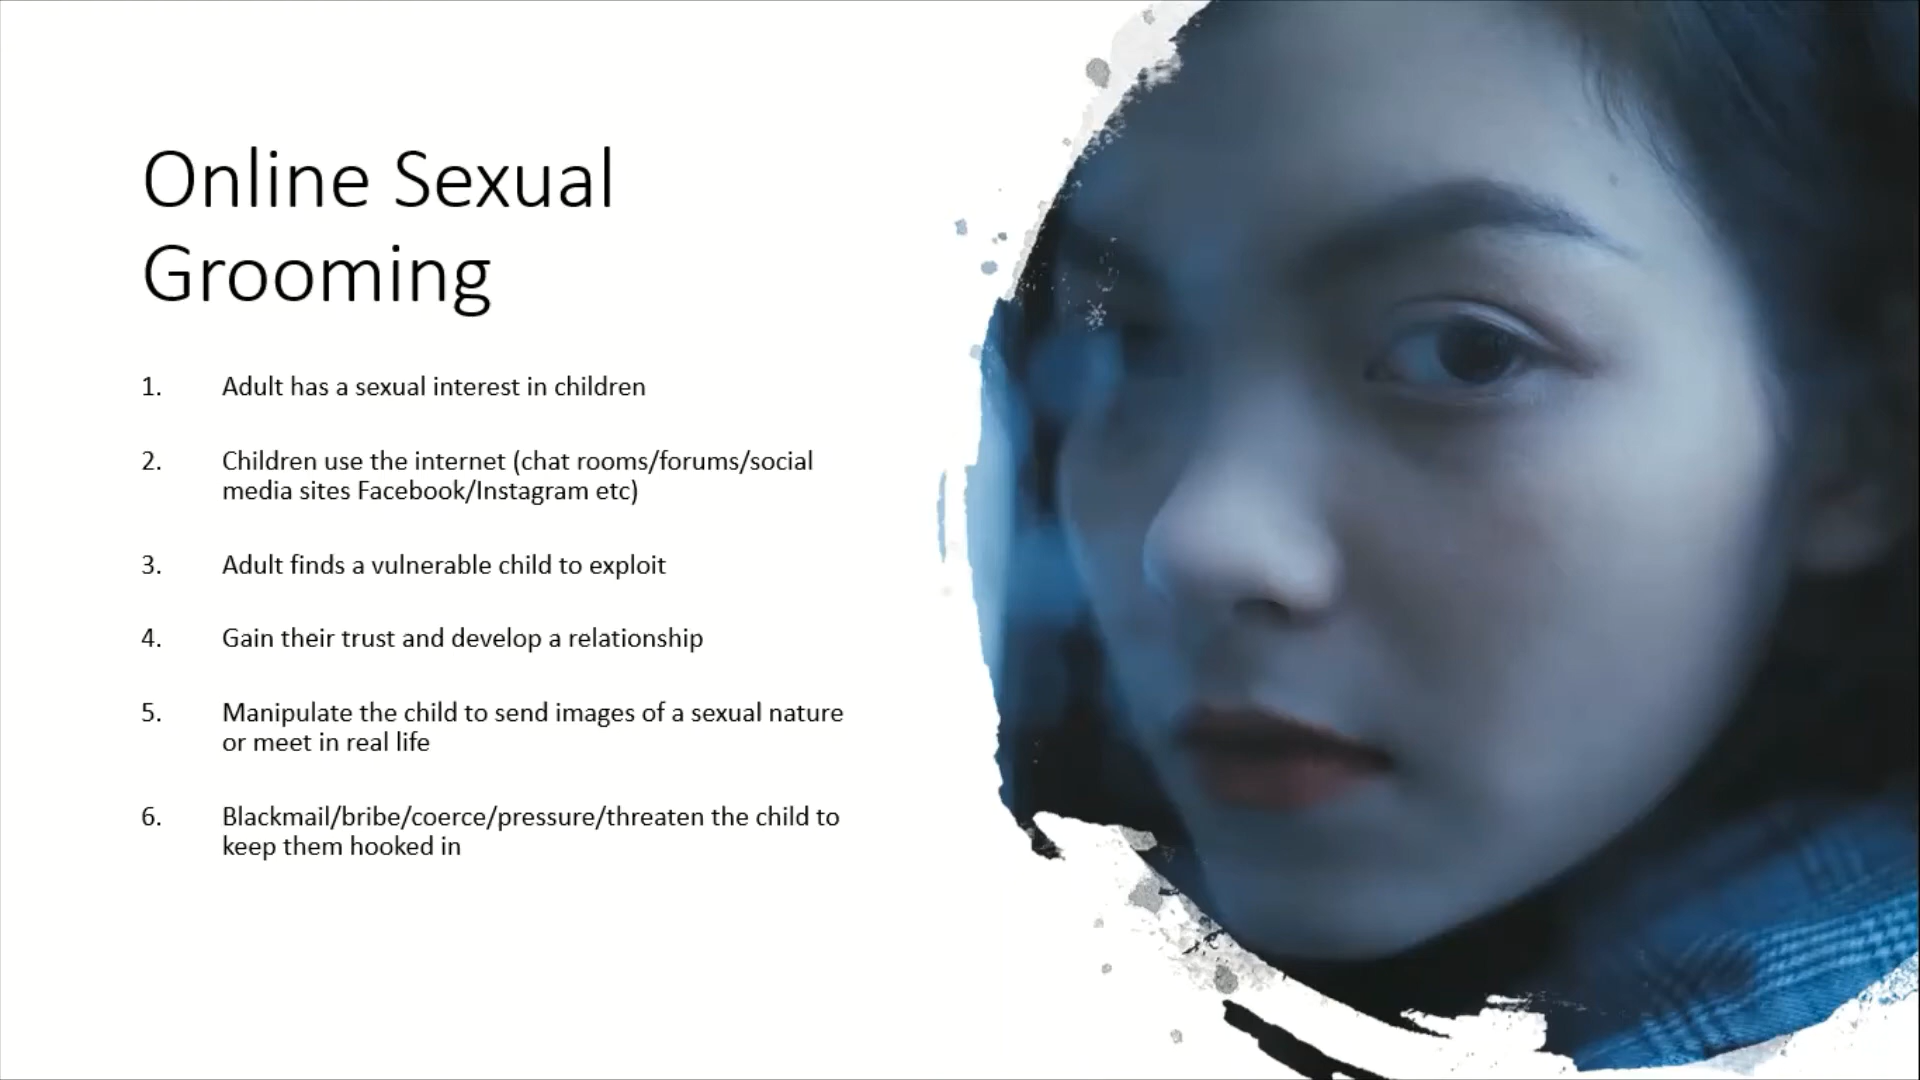 Online Sexual
Grooming
1. Adult has a sexual interest in children
2. Children use the internet (chat rooms/forums/social
media sites Facebook/Instagram etc)
3. Adult finds a vulnerable child to exploit
4. Gain their trust and develop a relationship
5. Manipulate the child to send images of a sexual nature
or meet in real life
6. Blackmail/bribe/coerce/pressure/threaten the child to
keep them hooked in